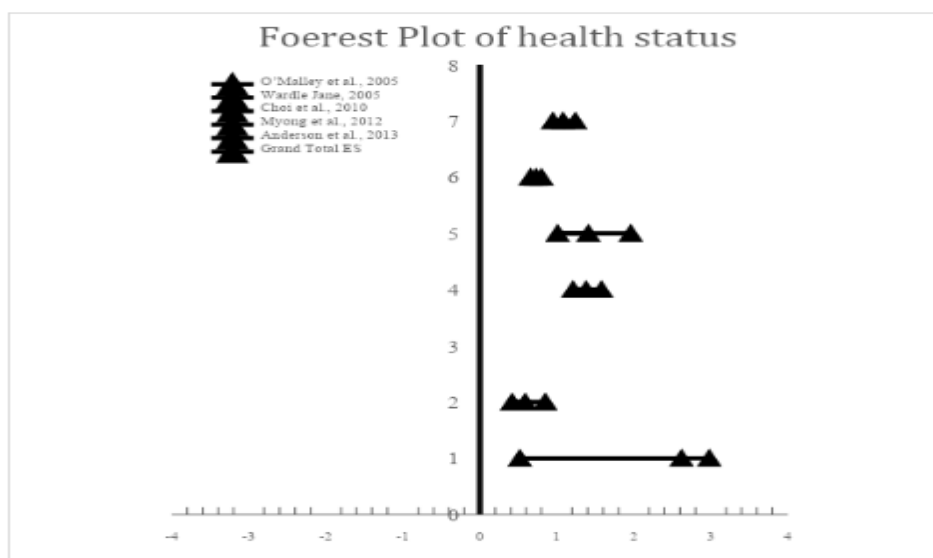 Foerest Plot of health status
O'Malley et al., 2005
Wardle Jane, 2005
Choi et al., 2010
Myong et al., 2012
Anderson et al., 2013
Grand Total ES
8
7
6
5
4
3
2
1
0
-4 -3 -2 -1 0 1 2 3 4